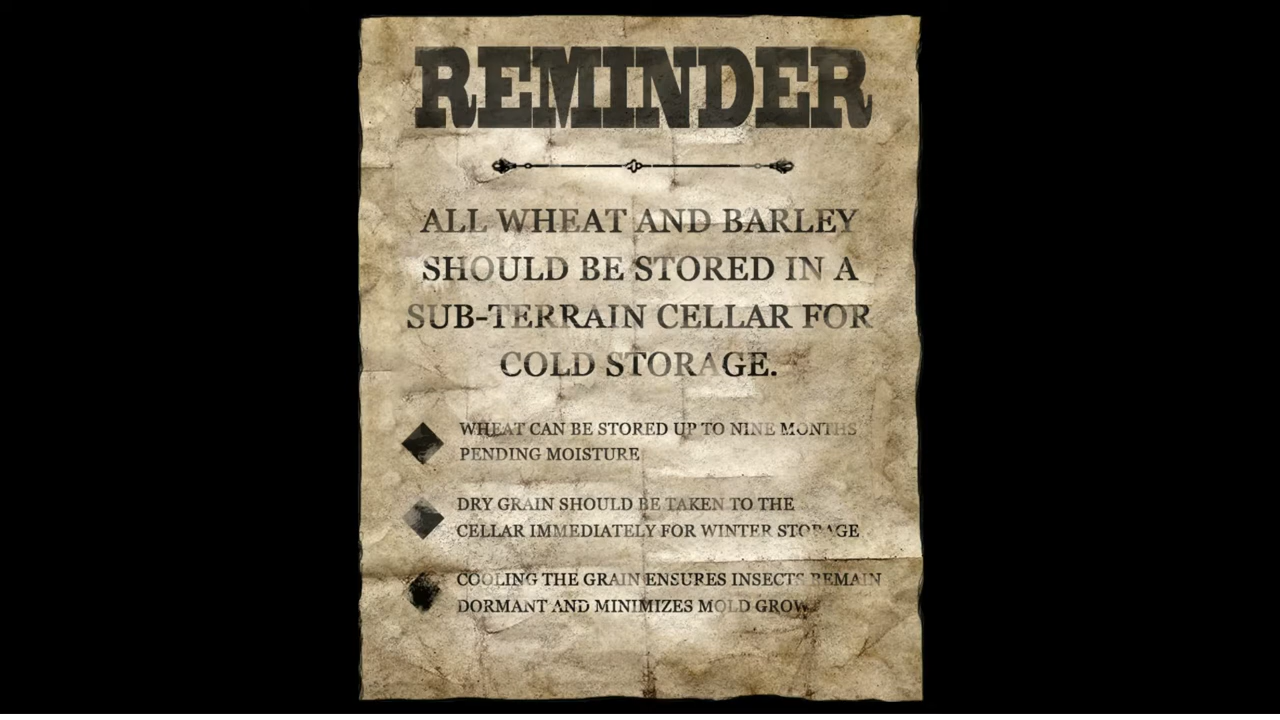 REMINDER
ALL WHEAT AND BARLEY
SHOULD BE STORED IN A
SUB-TERRAIN CELLAR FOR
COLD STORAGE.
WHEAT CAN BE STORED UP TO NINE MONTHS
PENDING MOISTURE
DRY GRAIN SHOULD BE TAKEN TO THE
CELLAR IMMEDIATELY FOR WINTER STORAGE
COOLING THE GRAIN ENSURES INSECTS REMAIN
DORMANT AND MINIMIZES MOLD GROWTH